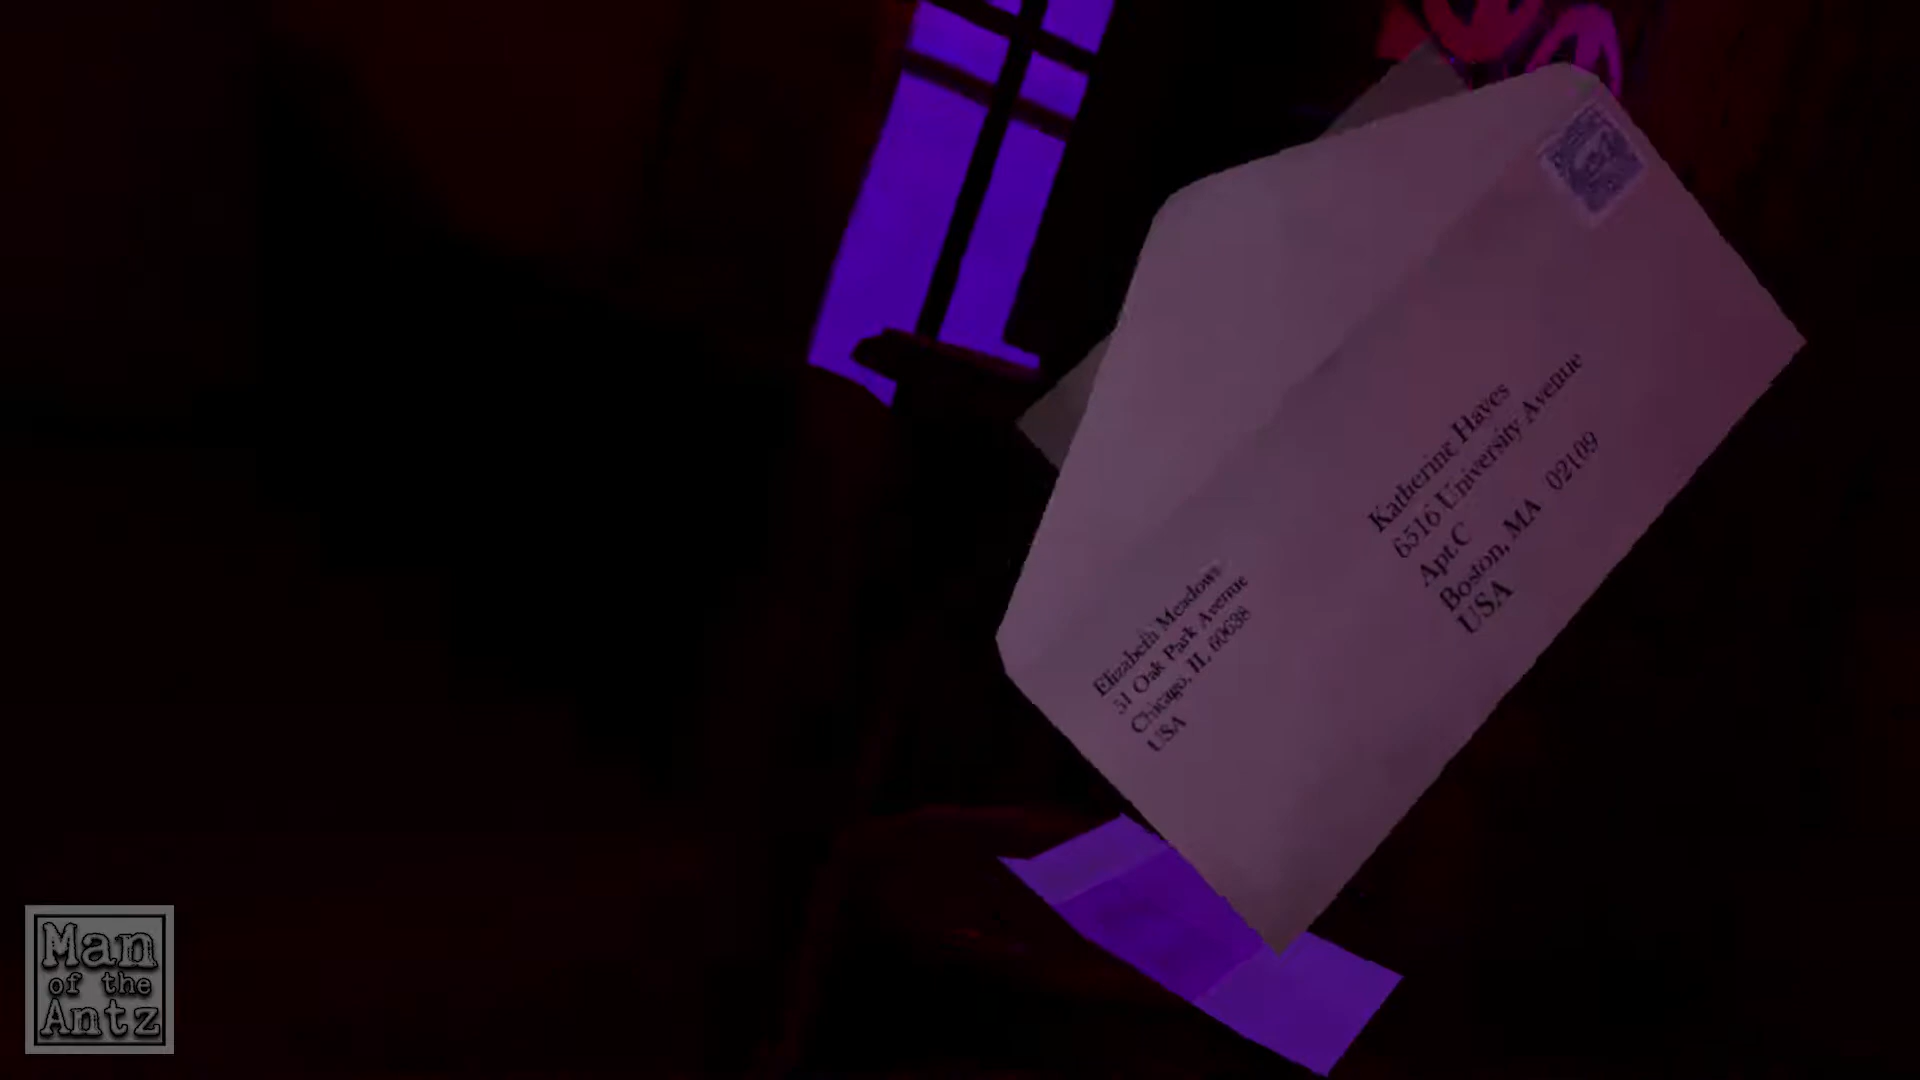 Katherine Hayes
6516 University Avenue
Apt.C
Boston, MA 02109
USA
Elizabeth Meadows
51 Oak Park Avenue
Chicago, IL 60638
USA
Man
of the
Antz